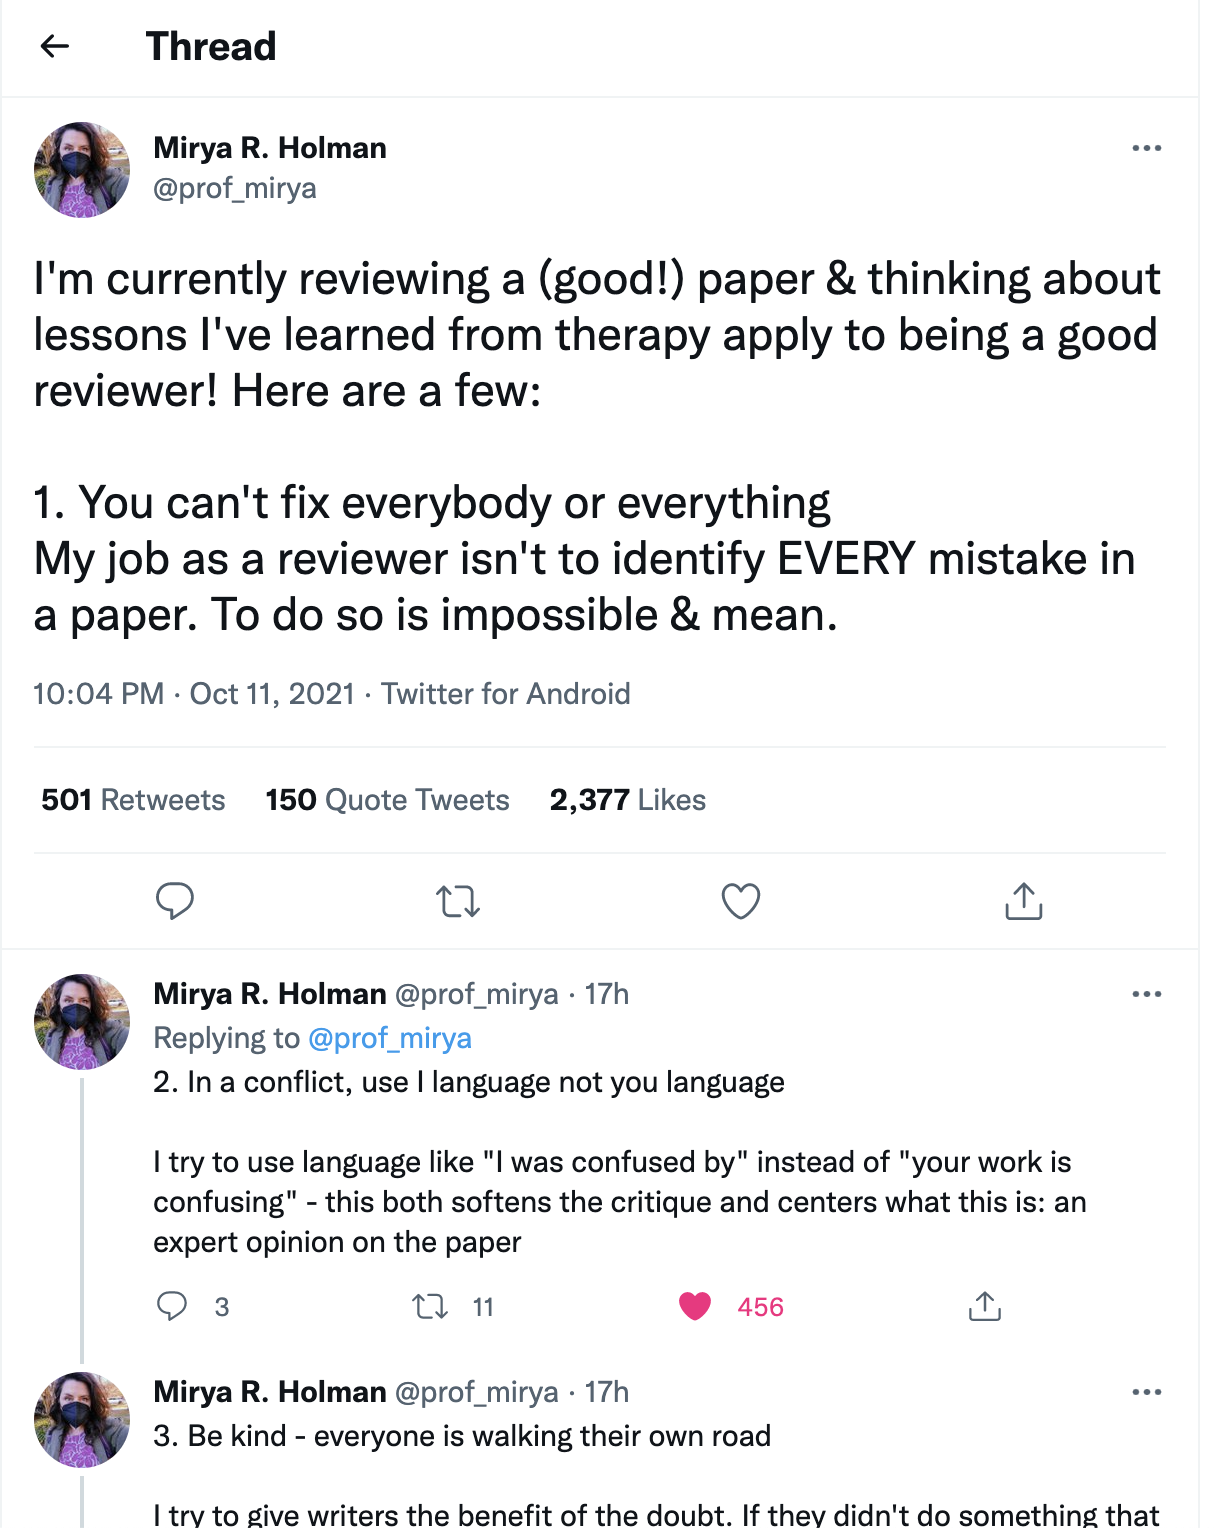 Thread
Mirya R. Holman
@prof_mirya
I'm currently reviewing a (good!) paper & thinking about
lessons I've learned from therapy apply to being a good
reviewer! Here are a few:
1. You can't fix everybody or everything
My job as a reviewer isn't to identify EVERY mistake in
a paper. To do so is impossible & mean.
10:04 PM · Oct 11, 2021 · Twitter for Android
501 Retweets 150 Quote Tweets 2,377 Likes
Mirya R. Holman @prof_mirya · 17h
Replying to @prof_mirya
2. In a conflict, use I language not you language
I try to use language like "I was confused by" instead of "your work is
confusing" - this both softens the critique and centers what this is: an
expert opinion on the paper
3 11 456
Mirya R. Holman @prof_mirya · 17h
3. Be kind - everyone is walking their own road
I try to give writers the benefit of the doubt. If they didn't do something that